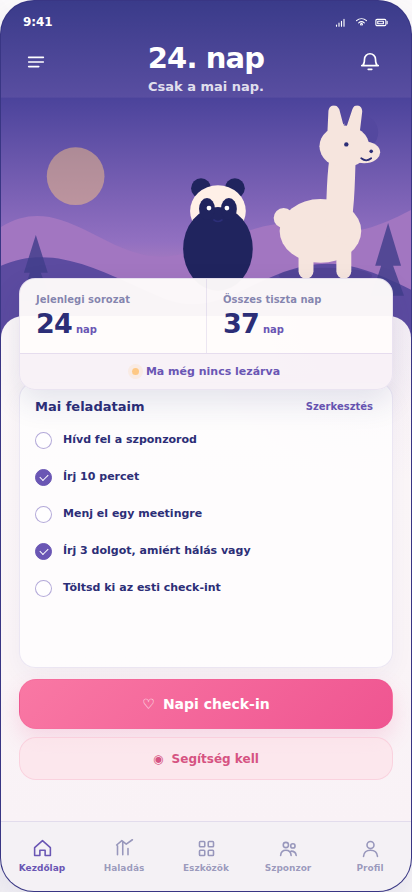 9:41
24. nap
Csak a mai nap.
Jelenlegi sorozat
24 nap
Összes tiszta nap
37 nap
Ma még nincs lezárva
Mai feladataim
Szerkesztés
Hívd fel a szponzorod
Írj 10 percet
Menj el egy meetingre
Írj 3 dolgot, amiért hálás vagy
Töltsd ki az esti check-int
Napi check-in
Segítség kell
Kezdőlap
Haladás
Eszközök
Szponzor
Profil